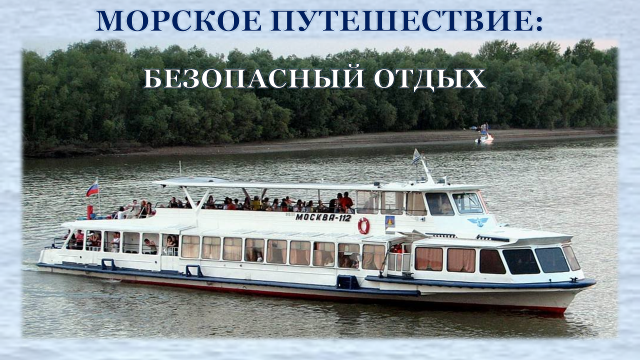 МОРСКОЕ ПУТЕШЕСТВИЕ:
БЕЗОПАСНЫЙ ОТДЫХ
МОСКВА-112